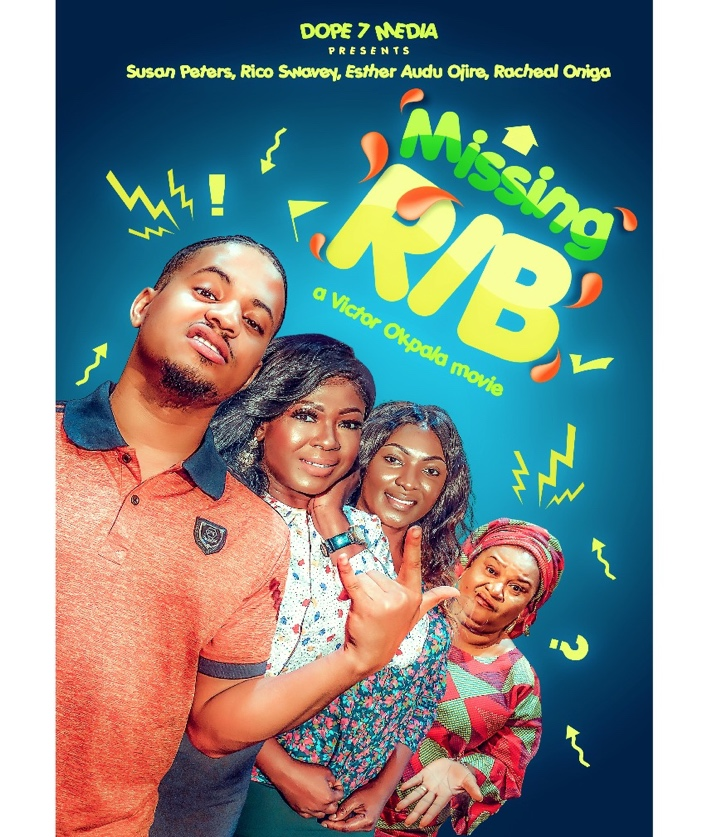 DOPE 7 MEDIA
PRESENTS
Susan Peters, Rico Swavey, Esther Audu Ojire, Racheal Oniga
Missing
RIB
a Victor Okpala movie